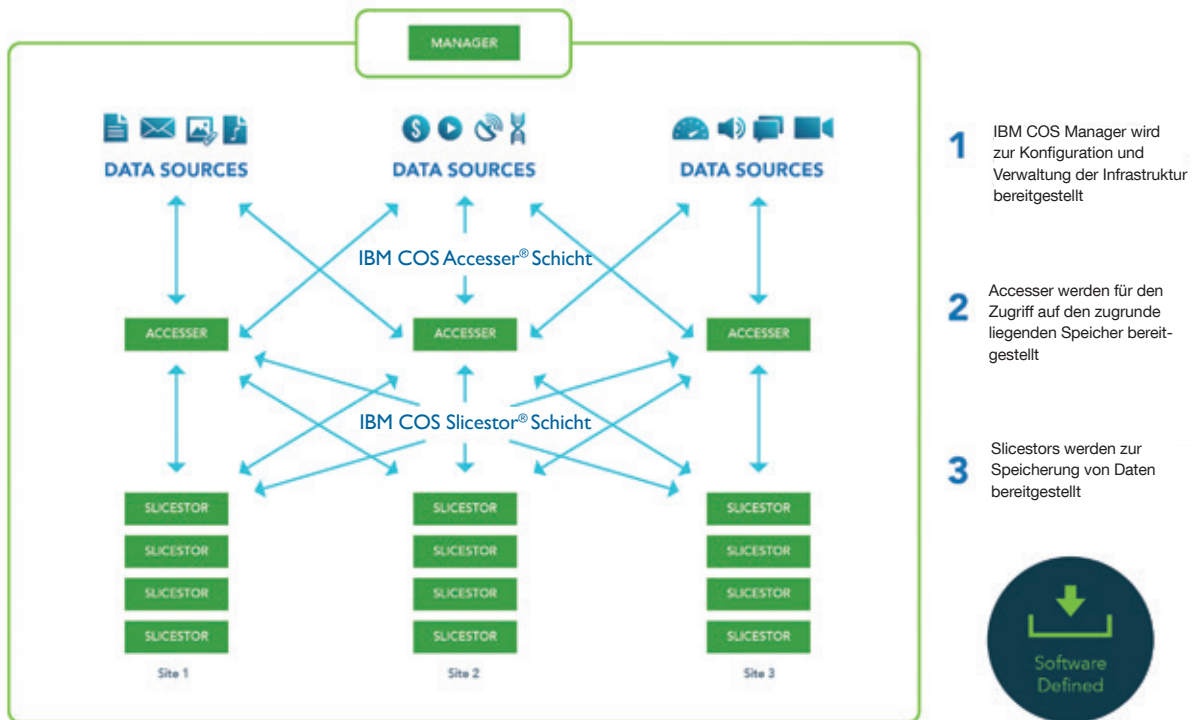 MANAGER
DATA SOURCES
DATA SOURCES
DATA SOURCES
IBM COS Accesser® Schicht
ACCESSER
ACCESSER
ACCESSER
IBM COS Slicestor® Schicht
SLICESTOR
SLICESTOR
SLICESTOR
SLICESTOR
SLICESTOR
SLICESTOR
SLICESTOR
SLICESTOR
SLICESTOR
SLICESTOR
SLICESTOR
SLICESTOR
Site 1
Site 2
Site 3
1
IBM COS Manager wird
zur Konfiguration und
Verwaltung der Infrastruktur
bereitgestellt
2
Accesser werden für den
Zugriff auf den zugrunde
liegenden Speicher bereit-
gestellt
3
Slicestors werden zur
Speicherung von Daten
bereitgestellt
Software
Defined